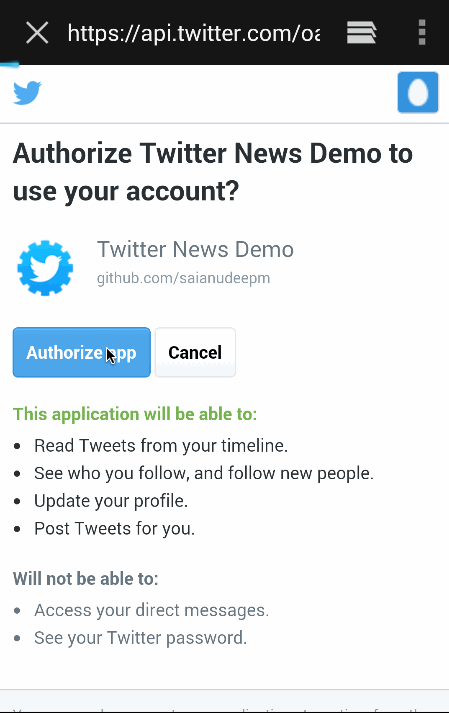 https://api.twitter.com/oa
Authorize Twitter News Demo to
use your account?
Twitter News Demo
github.com/saianudeepm
Authorize app
Cancel
This application will be able to:
Read Tweets from your timeline.
See who you follow, and follow new people.
Update your profile.
Post Tweets for you.
Will not be able to:
Access your direct messages.
See your Twitter password.